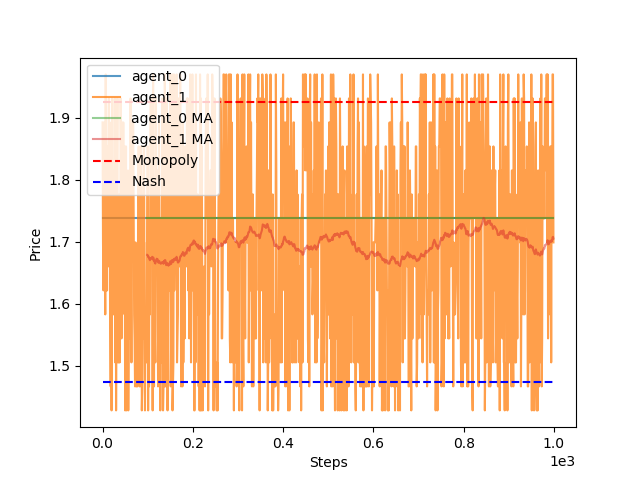 agent_0
agent_1
agent_0 MA
agent_1 MA
Monopoly
Nash
Price
1.9
1.8
1.7
1.6
1.5
0.0 0.2 0.4 0.6 0.8 1.0
Steps
1e3